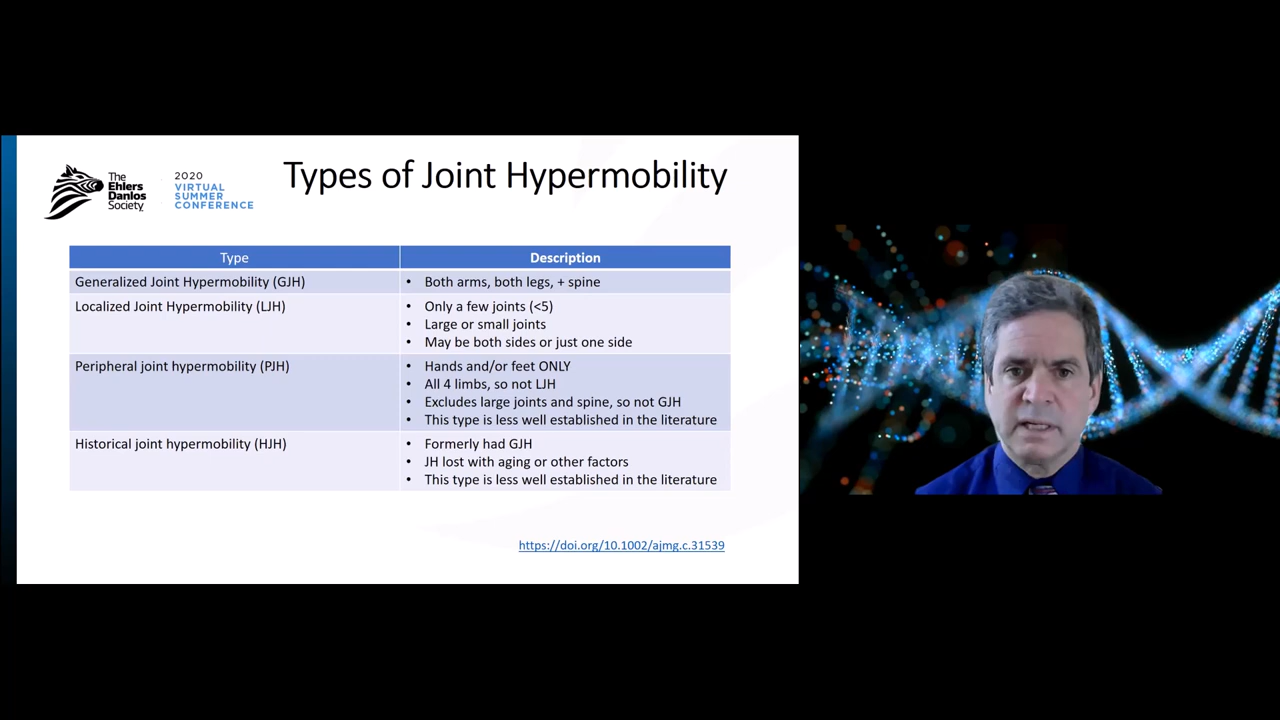 The
Ehlers
Danlos
Society™
2020
VIRTUAL
SUMMER
CONFERENCE
Types of Joint Hypermobility
Type
Description
Generalized Joint Hypermobility (GJH)
• Both arms, both legs, + spine
Localized Joint Hypermobility (LJH)
• Only a few joints (<5)
• Large or small joints
• May be both sides or just one side
Peripheral joint hypermobility (PJH)
• Hands and/or feet ONLY
• All 4 limbs, so not LJH
• Excludes large joints and spine, so not GJH
• This type is less well established in the literature
Historical joint hypermobility (HJH)
• Formerly had GJH
• JH lost with aging or other factors
• This type is less well established in the literature
https://doi.org/10.1002/ajmg.c.31539